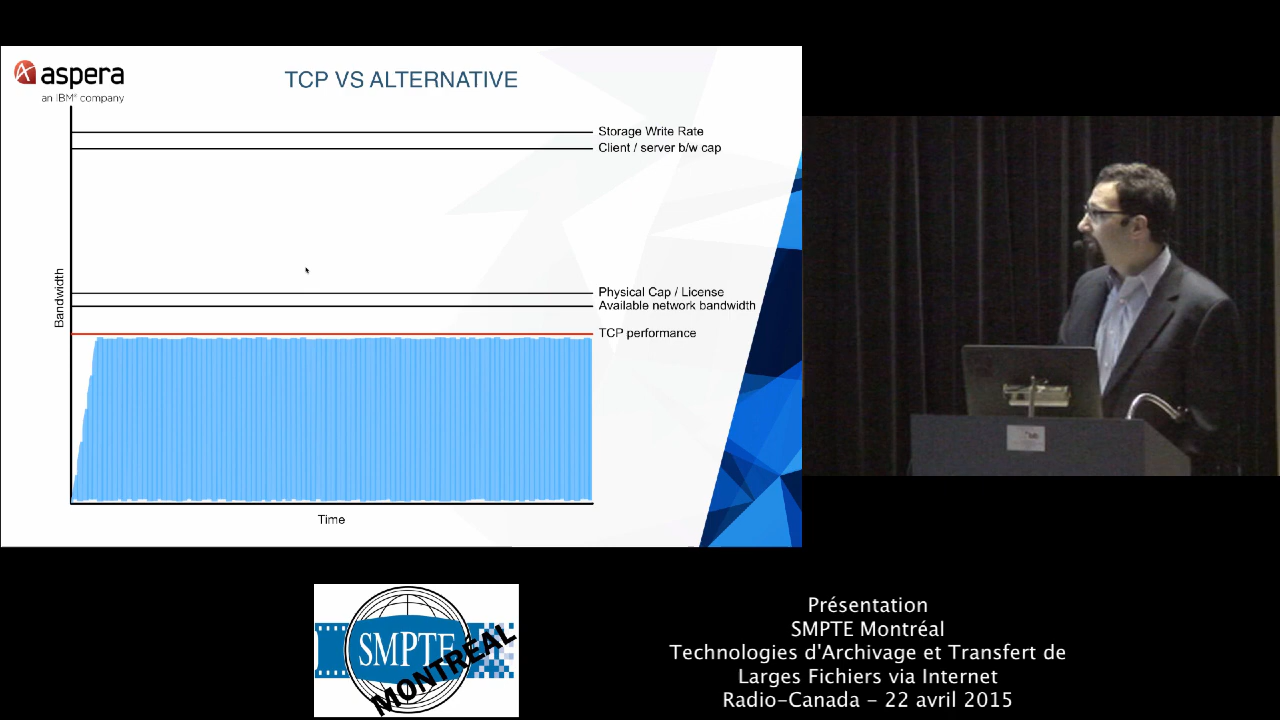 aspera
an IBM® company
TCP VS ALTERNATIVE
Storage Write Rate
Client / server b/w cap
Bandwidth
Physical Cap / License
Available network bandwidth
TCP performance
Time
SMPTE
MONTRÉAL
Présentation
SMPTE Montréal
Technologies d'Archivage et Transfert de
Larges Fichiers via Internet
Radio-Canada - 22 avril 2015